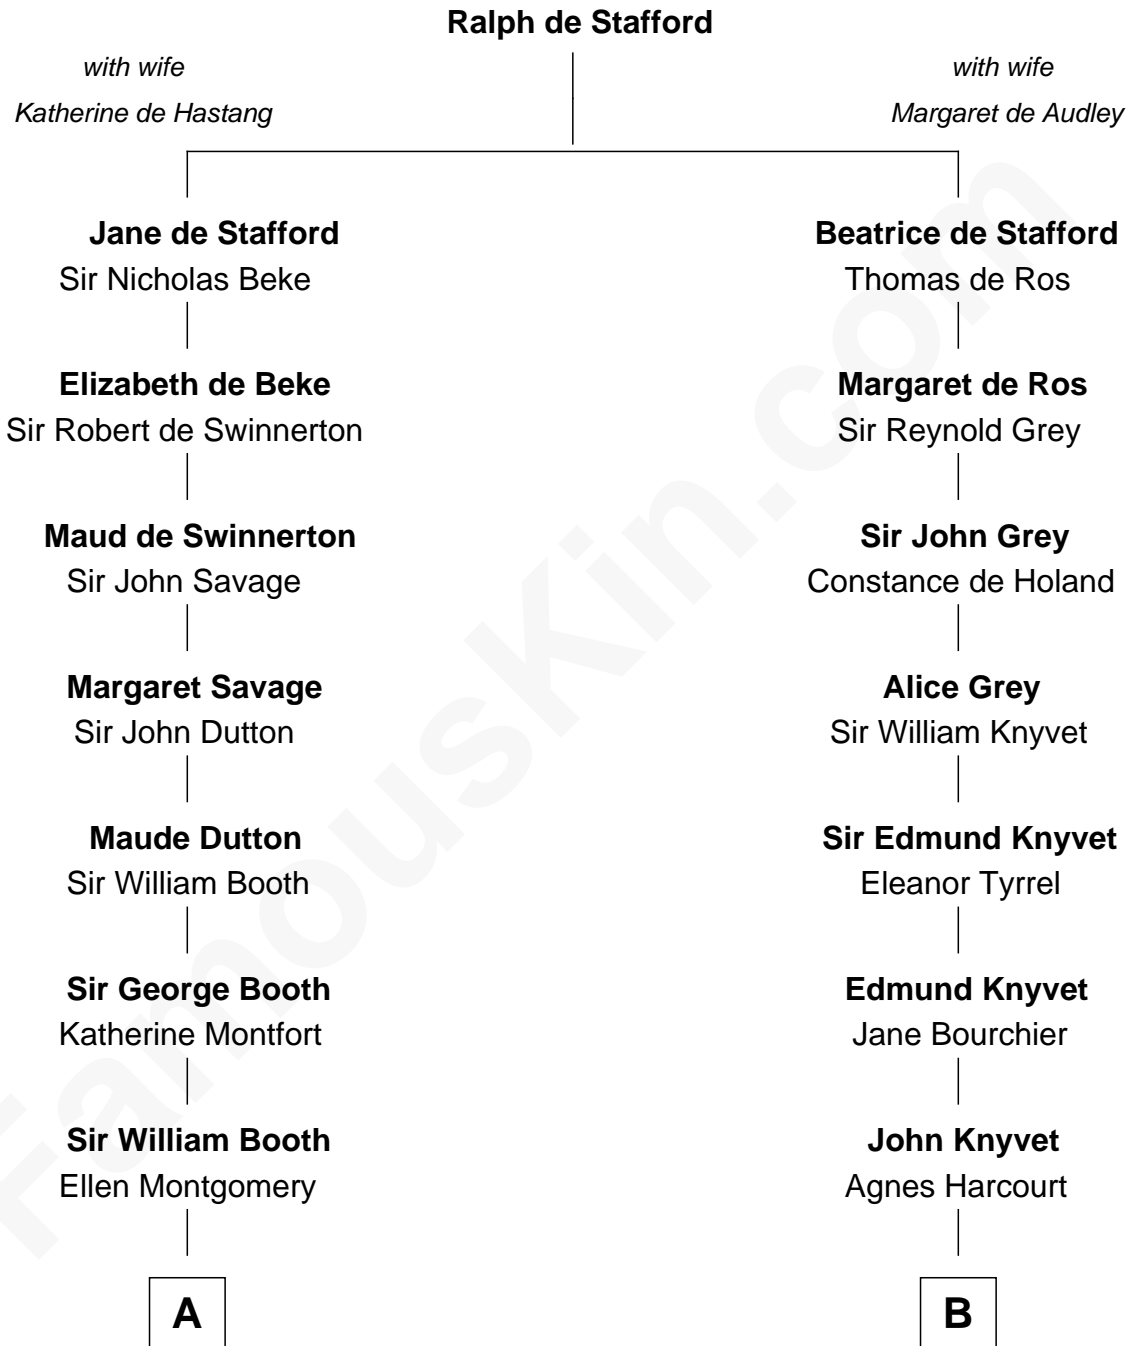 Ralph de Stafford
with wife
Katherine de Hastang
with wife
Margaret de Audley
Jane de Stafford
Sir Nicholas Beke
Beatrice de Stafford
Thomas de Ros
Elizabeth de Beke
Sir Robert de Swinnerton
Margaret de Ros
Sir Reynold Grey
Maud de Swinnerton
Sir John Savage
Sir John Grey
Constance de Holand
Margaret Savage
Sir John Dutton
Alice Grey
Sir William Knyvet
Maude Dutton
Sir William Booth
Sir Edmund Knyvet
Eleanor Tyrrel
Sir George Booth
Katherine Montfort
Edmund Knyvet
Jane Bourchier
Sir William Booth
Ellen Montgomery
John Knyvet
Agnes Harcourt
A
B
FamousKin.com